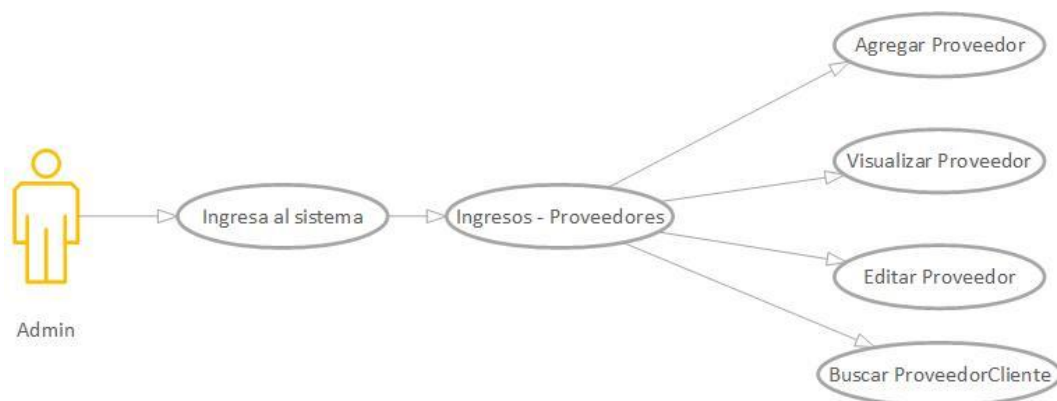 Agregar Proveedor
Visualizar Proveedor
Ingresa al sistema
Ingresos - Proveedores
Editar Proveedor
Admin
Buscar ProveedorCliente